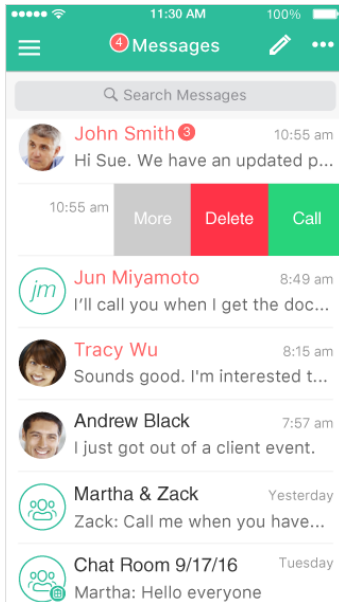 11:30 AM 100%
4 Messages
Search Messages
John Smith 3 10:55 am
Hi Sue. We have an updated p...
10:55 am More Delete Call
jm Jun Miyamoto 8:49 am
I'll call you when I get the doc...
Tracy Wu 8:15 am
Sounds good. I'm interested t...
Andrew Black 7:57 am
I just got out of a client event.
Martha & Zack Yesterday
Zack: Call me when you have...
Chat Room 9/17/16 Tuesday
Martha: Hello everyone